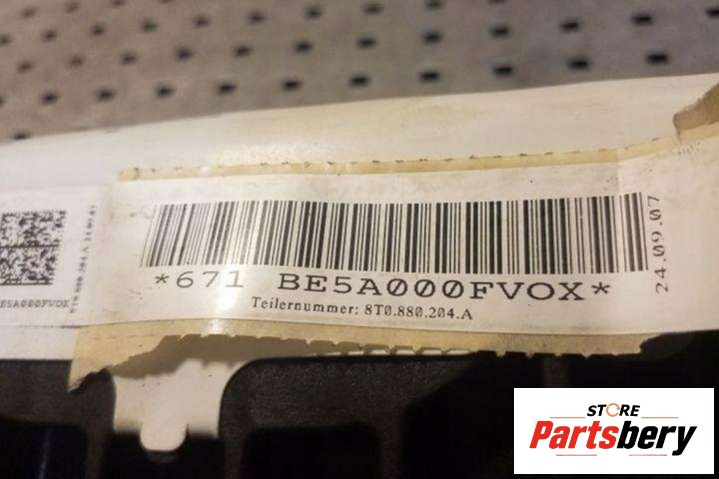 *671 BE5A000FVOX*
Teilernummer: 8T0.880.204.A
24.09.07
BE5A000FVOX
STORE
Partsbery